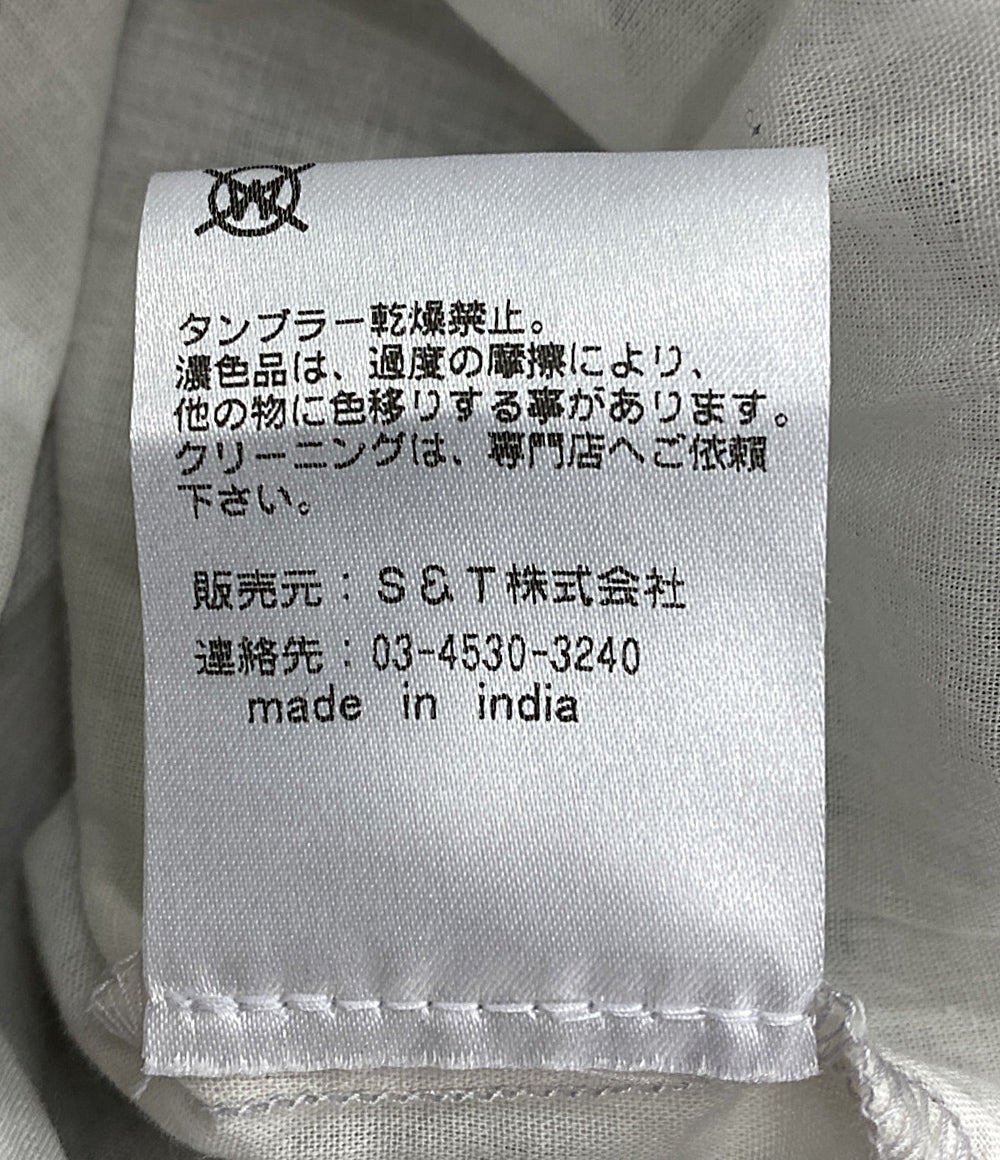 W
タンブラー乾燥禁止。
濃色品は、過度の摩擦により、
他の物に色移りする事があります。
クリーニングは、専門店へご依頼
下さい。
販売元：S&T株式会社
連絡先：03-4530-3240
made in india